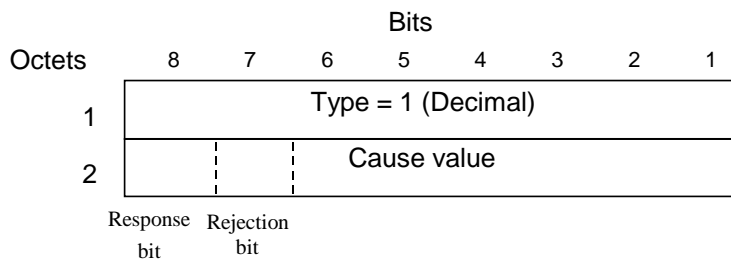 Bits
Octets 8 7 6 5 4 3 2 1
1 Type = 1 (Decimal)
2 Cause value
Response Rejection
bit bit